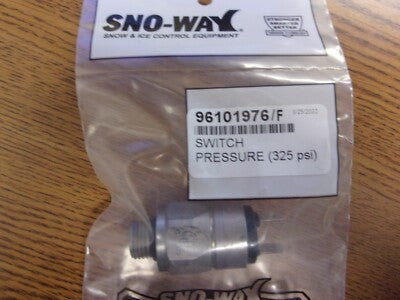 SNO-WAY®
SNOW & ICE CONTROL EQUIPMENT
96101976/F
SWITCH
PRESSURE (325 psi)
SNO-WAY